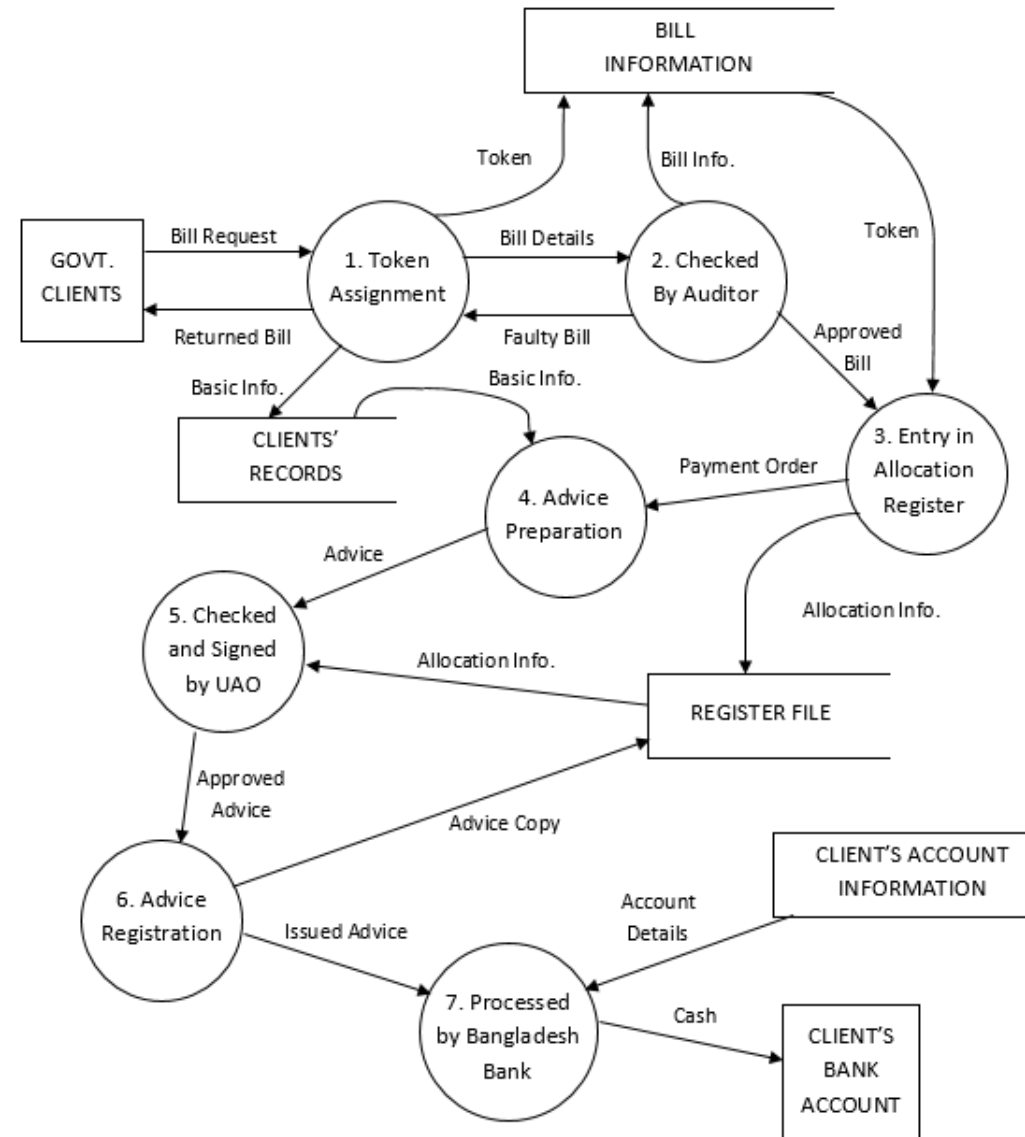 BILL
INFORMATION
Token
Bill Info.
Token
GOVT.
CLIENTS
Bill Request
Returned Bill
1. Token
Assignment
Bill Details
Faulty Bill
2. Checked
By Auditor
Approved
Bill
Basic Info.
Basic Info.
CLIENTS'
RECORDS
3. Entry in
Allocation
Register
Payment Order
4. Advice
Preparation
Advice
Allocation Info.
5. Checked
and Signed
by UAO
Allocation Info.
REGISTER FILE
Approved
Advice
Advice Copy
CLIENT'S ACCOUNT
INFORMATION
6. Advice
Registration
Issued Advice
Account
Details
7. Processed
by Bangladesh
Bank
Cash
CLIENT'S
BANK
ACCOUNT